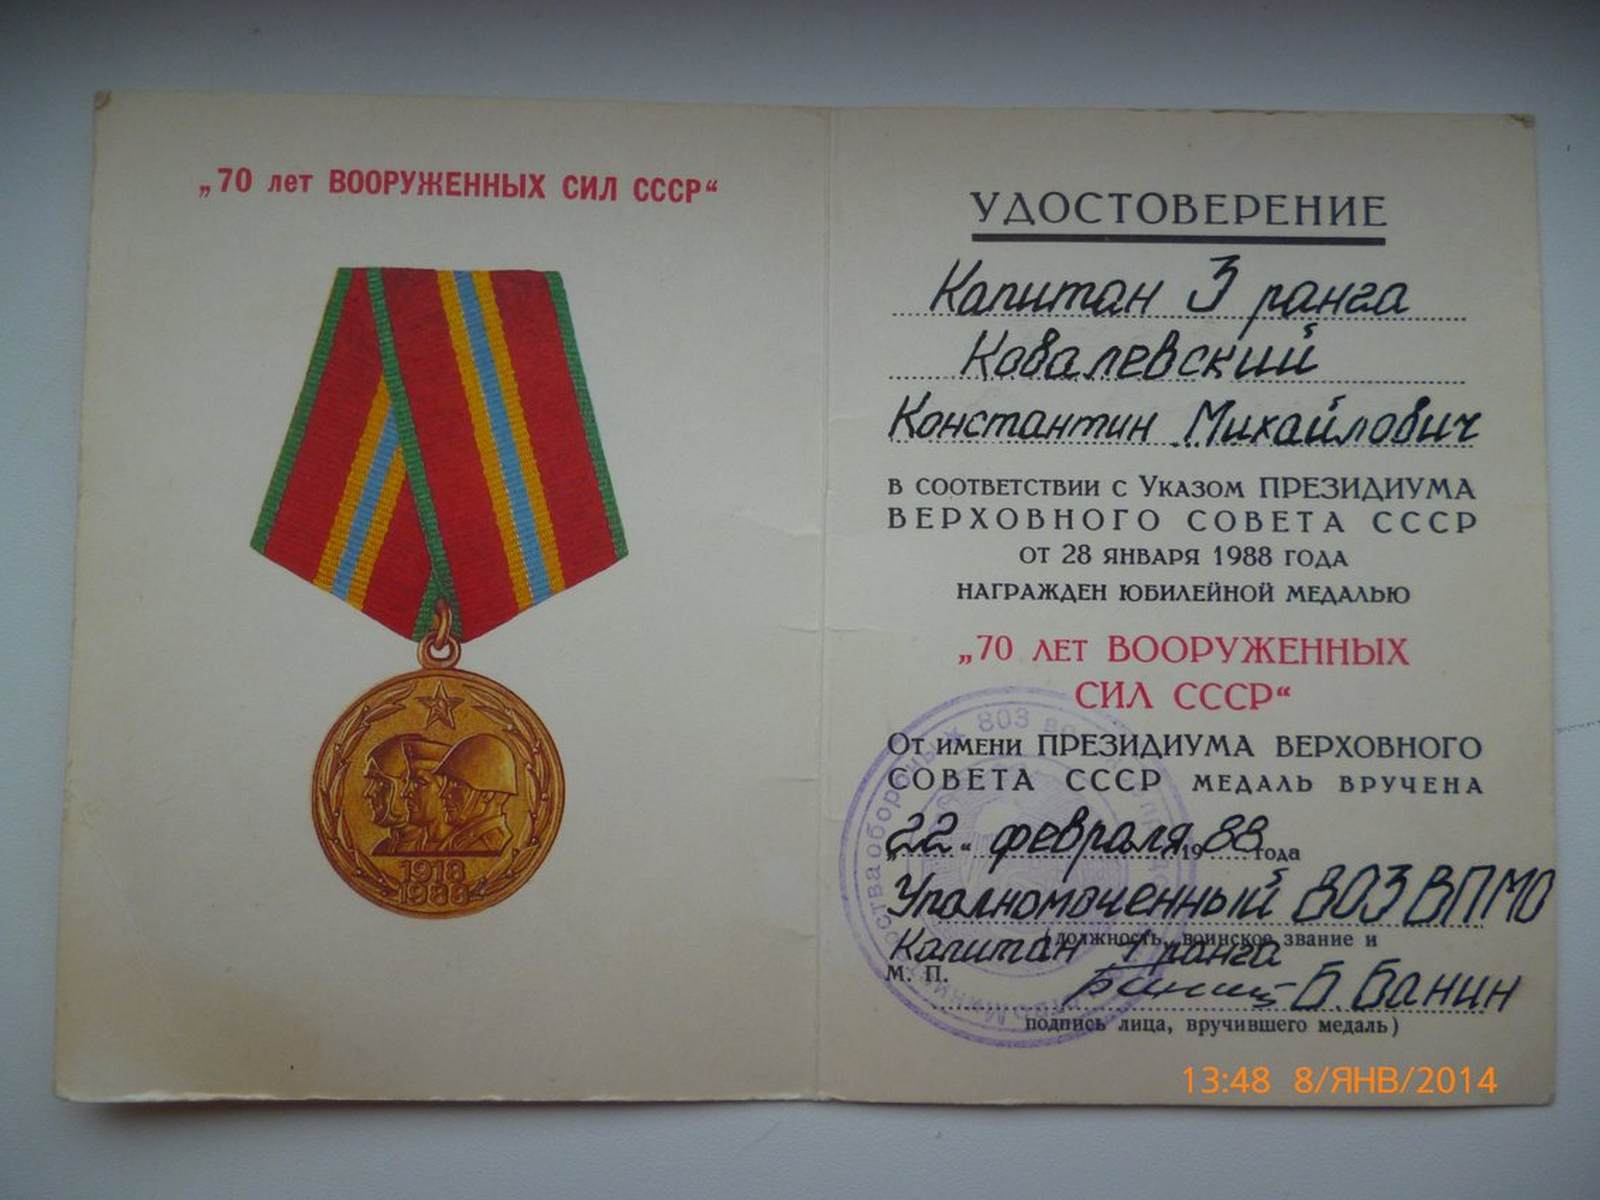 „70 лет ВООРУЖЕННЫХ СИЛ СССР“
1918
1988
УДОСТОВЕРЕНИЕ
Капитан 3 ранга
Ковалевский
Константин Михайлович
В СООТВЕТСТВИИ С УКАЗОМ ПРЕЗИДИУМА
ВЕРХОВНОГО СОВЕТА СССР
ОТ 28 ЯНВАРЯ 1988 ГОДА
НАГРАЖДЕН ЮБИЛЕЙНОЙ МЕДАЛЬЮ
„70 ЛЕТ ВООРУЖЕННЫХ
СИЛ СССР“
ОТ ИМЕНИ ПРЕЗИДИУМА ВЕРХОВНОГО
СОВЕТА СССР МЕДАЛЬ ВРУЧЕНА
„22“ февраля 1988 года
Уполномоченный 803 ВПМО
(должность, воинское звание и
Капитан 1 ранга
М. П.
Б. Банин
подпись лица, вручившего медаль)
803
13:48 8/ЯНВ/2014